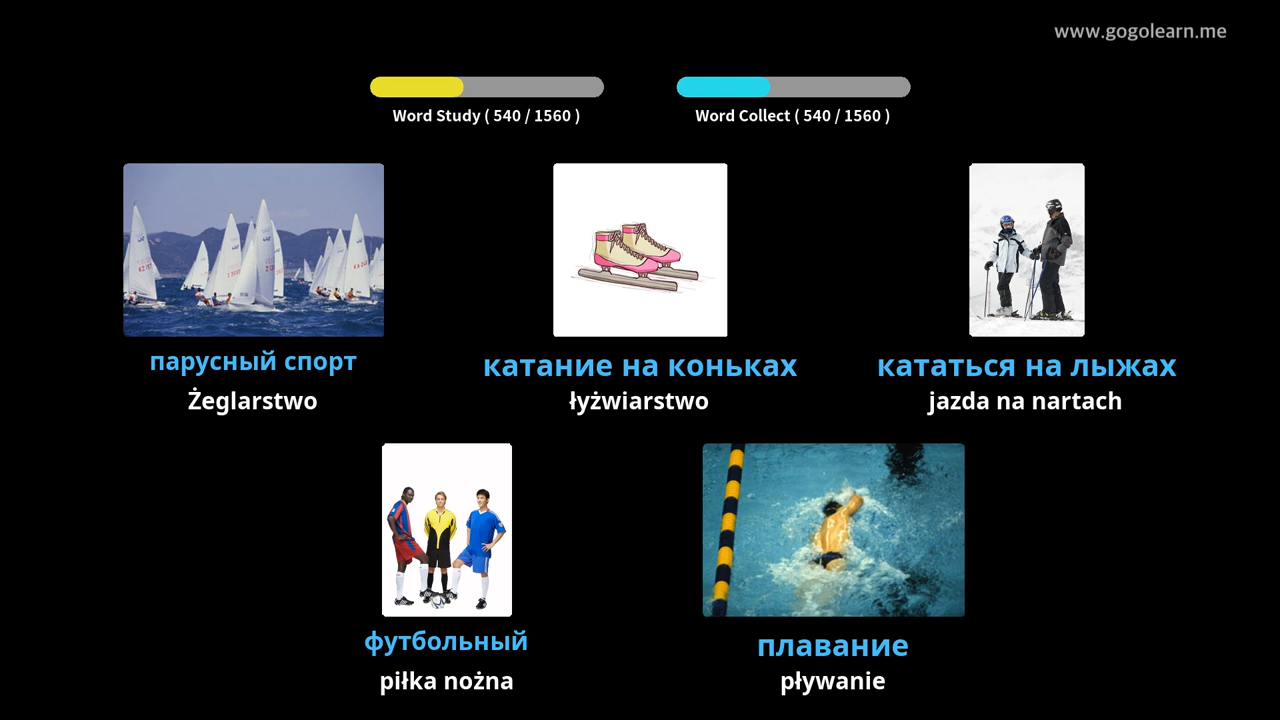 www.gogolearn.me
Word Study ( 540 / 1560 )
Word Collect ( 540 / 1560 )
парусный спорт
Żeglarstwo
катание на коньках
łyżwiarstwo
кататься на лыжах
jazda na nartach
футбольный
piłka nożna
плавание
pływanie